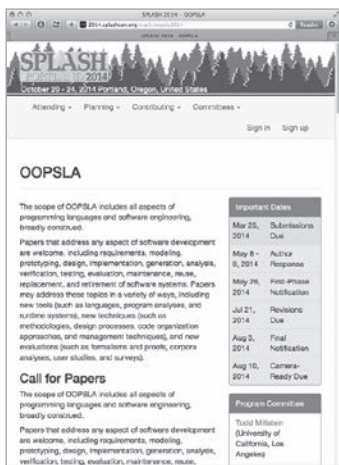 SPLASH 2014 - OOPSLA
2014.splashcon.org
Reader
SPLASH 2014 - OOPSLA
SPLASH
PORTLAND 2014
October 20 - 24, 2014 Portland, Oregon, United States
Attending Planning Contributing Committees
Sign in Sign up
OOPSLA
The scope of OOPSLA includes all aspects of
programming languages and software engineering,
broadly construed.
Papers that address any aspect of software development
are welcome, including requirements, modeling,
prototyping, design, implementation, generation, analysis,
verification, testing, evaluation, maintenance, reuse,
replacement, and retirement of software systems. Papers
may address these topics in a variety of ways, including
new tools (such as languages, program analyses, and
runtime systems), new techniques (such as
methodologies, design processes, code organization
approaches, and management techniques), and new
evaluations (such as formalisms and proofs, corpora
analyses, user studies, and surveys).
Call for Papers
The scope of OOPSLA includes all aspects of
programming languages and software engineering,
broadly construed.
Papers that address any aspect of software development
are welcome, including requirements, modeling,
prototyping, design, implementation, generation, analysis,
verification, testing, evaluation, maintenance, reuse,
Important Dates
Mar 25, Submissions
2014 Due
May 8 - Author
2014 Response
May 26, First-Phase
2014 Notification
Jul 21, Revisions
2014 Due
Aug 3, Final
2014 Notification
Aug 10, Camera-
2014 Ready Due
Program Committee
Todd Millstein
(University of
California, Los
Angeles)